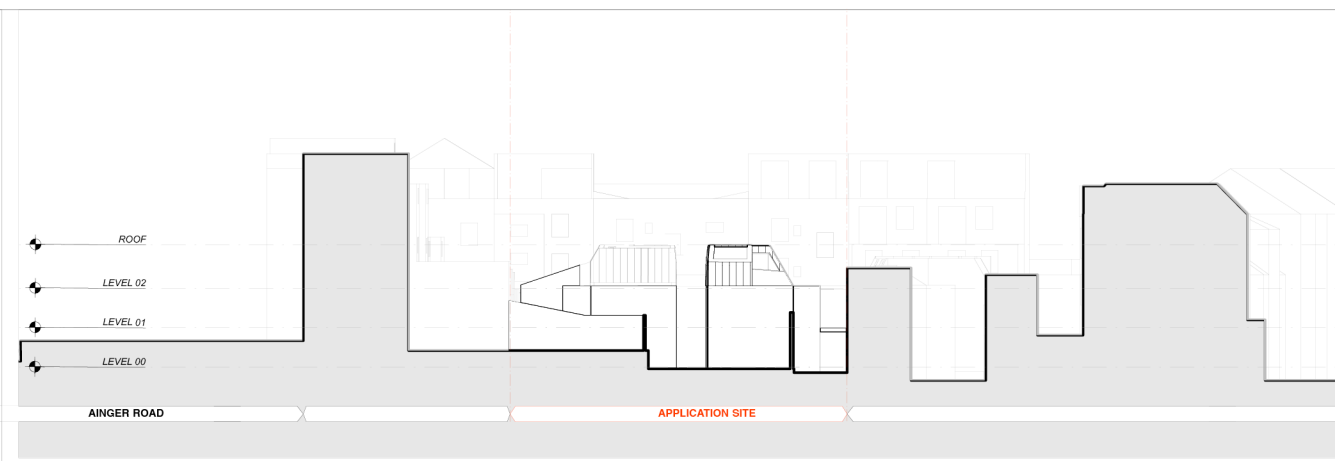 ROOF
LEVEL 02
LEVEL 01
LEVEL 00
AINGER ROAD
APPLICATION SITE